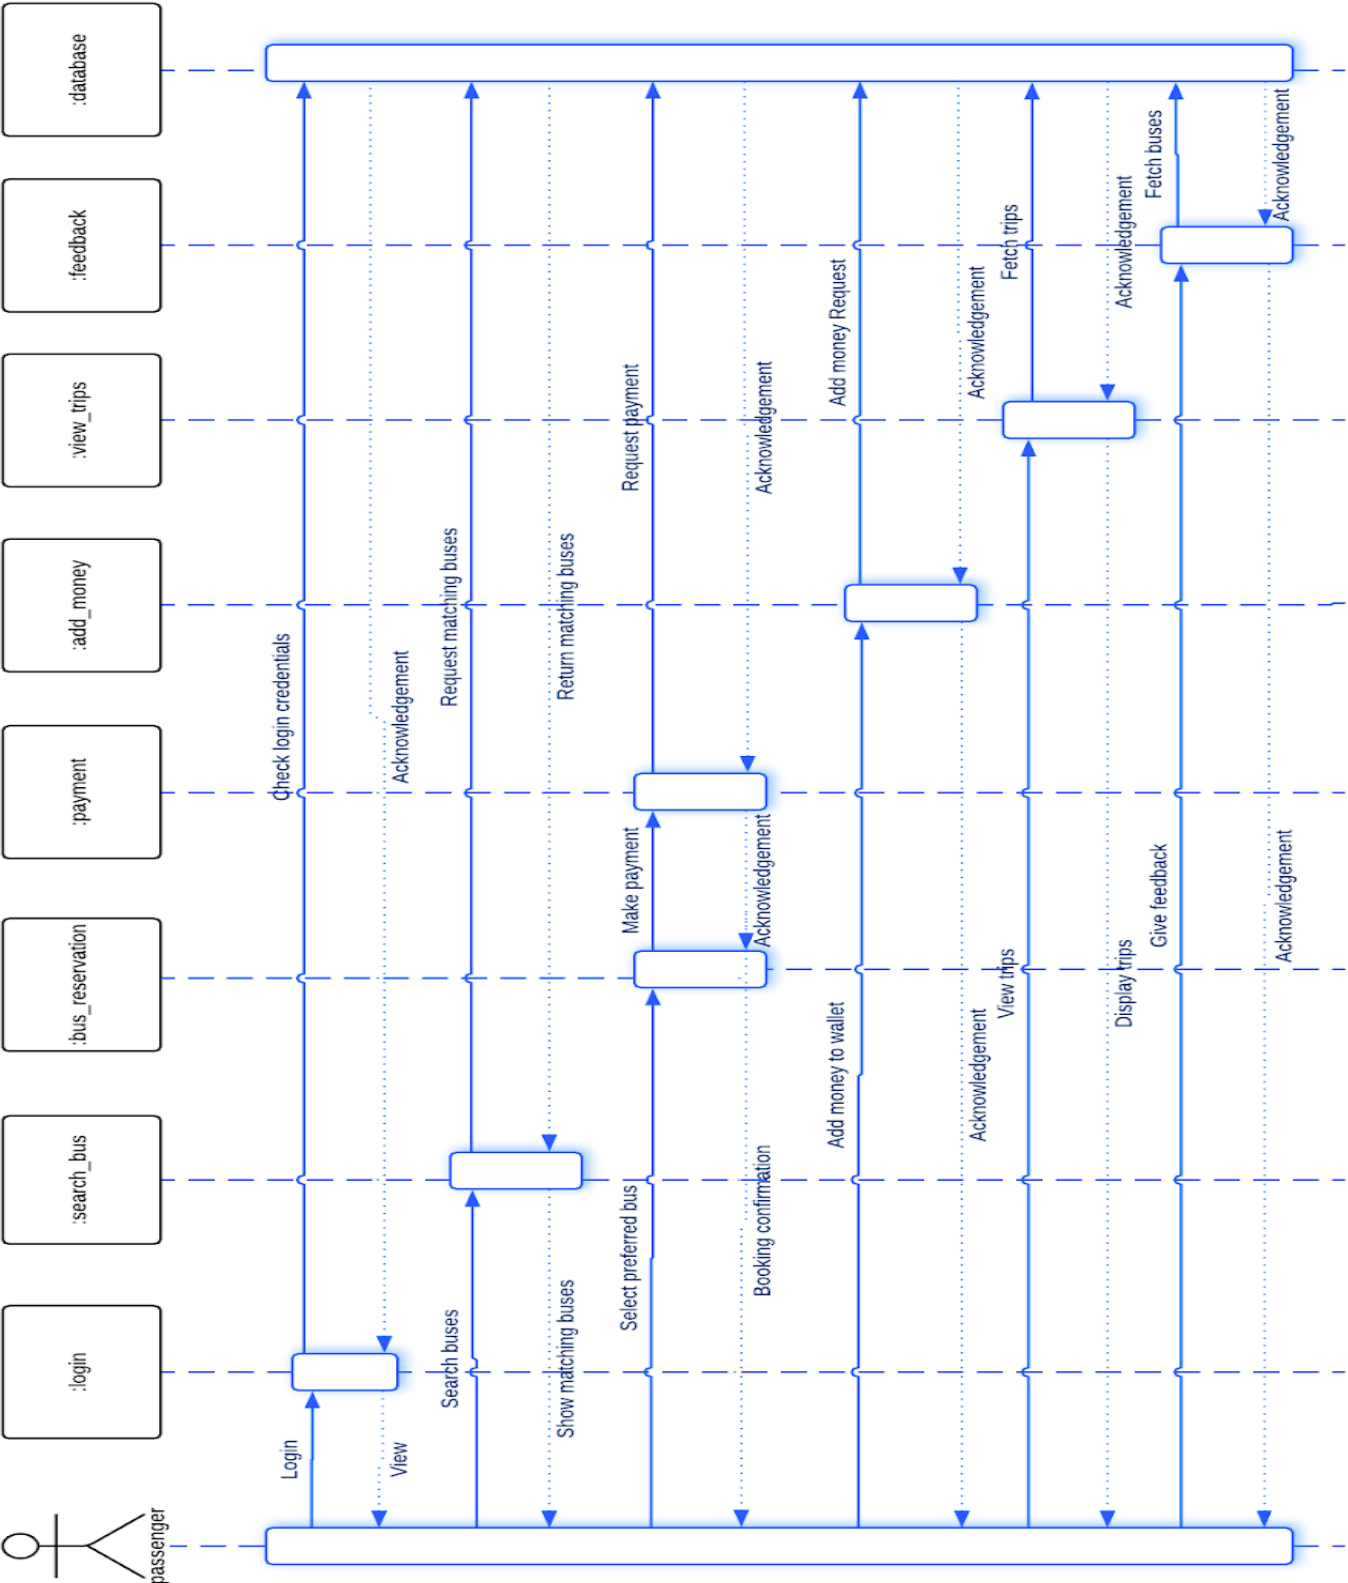 passenger
:login
:search_bus
:bus_reservation
:payment
:add_money
:view_trips
:feedback
:database
Login
Check login credentials
Acknowledgement
View
Search buses
Request matching buses
Return matching buses
Show matching buses
Select preferred bus
Make payment
Request payment
Acknowledgement
Acknowledgement
Booking confirmation
Add money to wallet
Add money Request
Acknowledgement
Acknowledgement
View trips
Fetch trips
Acknowledgement
Display trips
Give feedback
Fetch buses
Acknowledgement
Acknowledgement